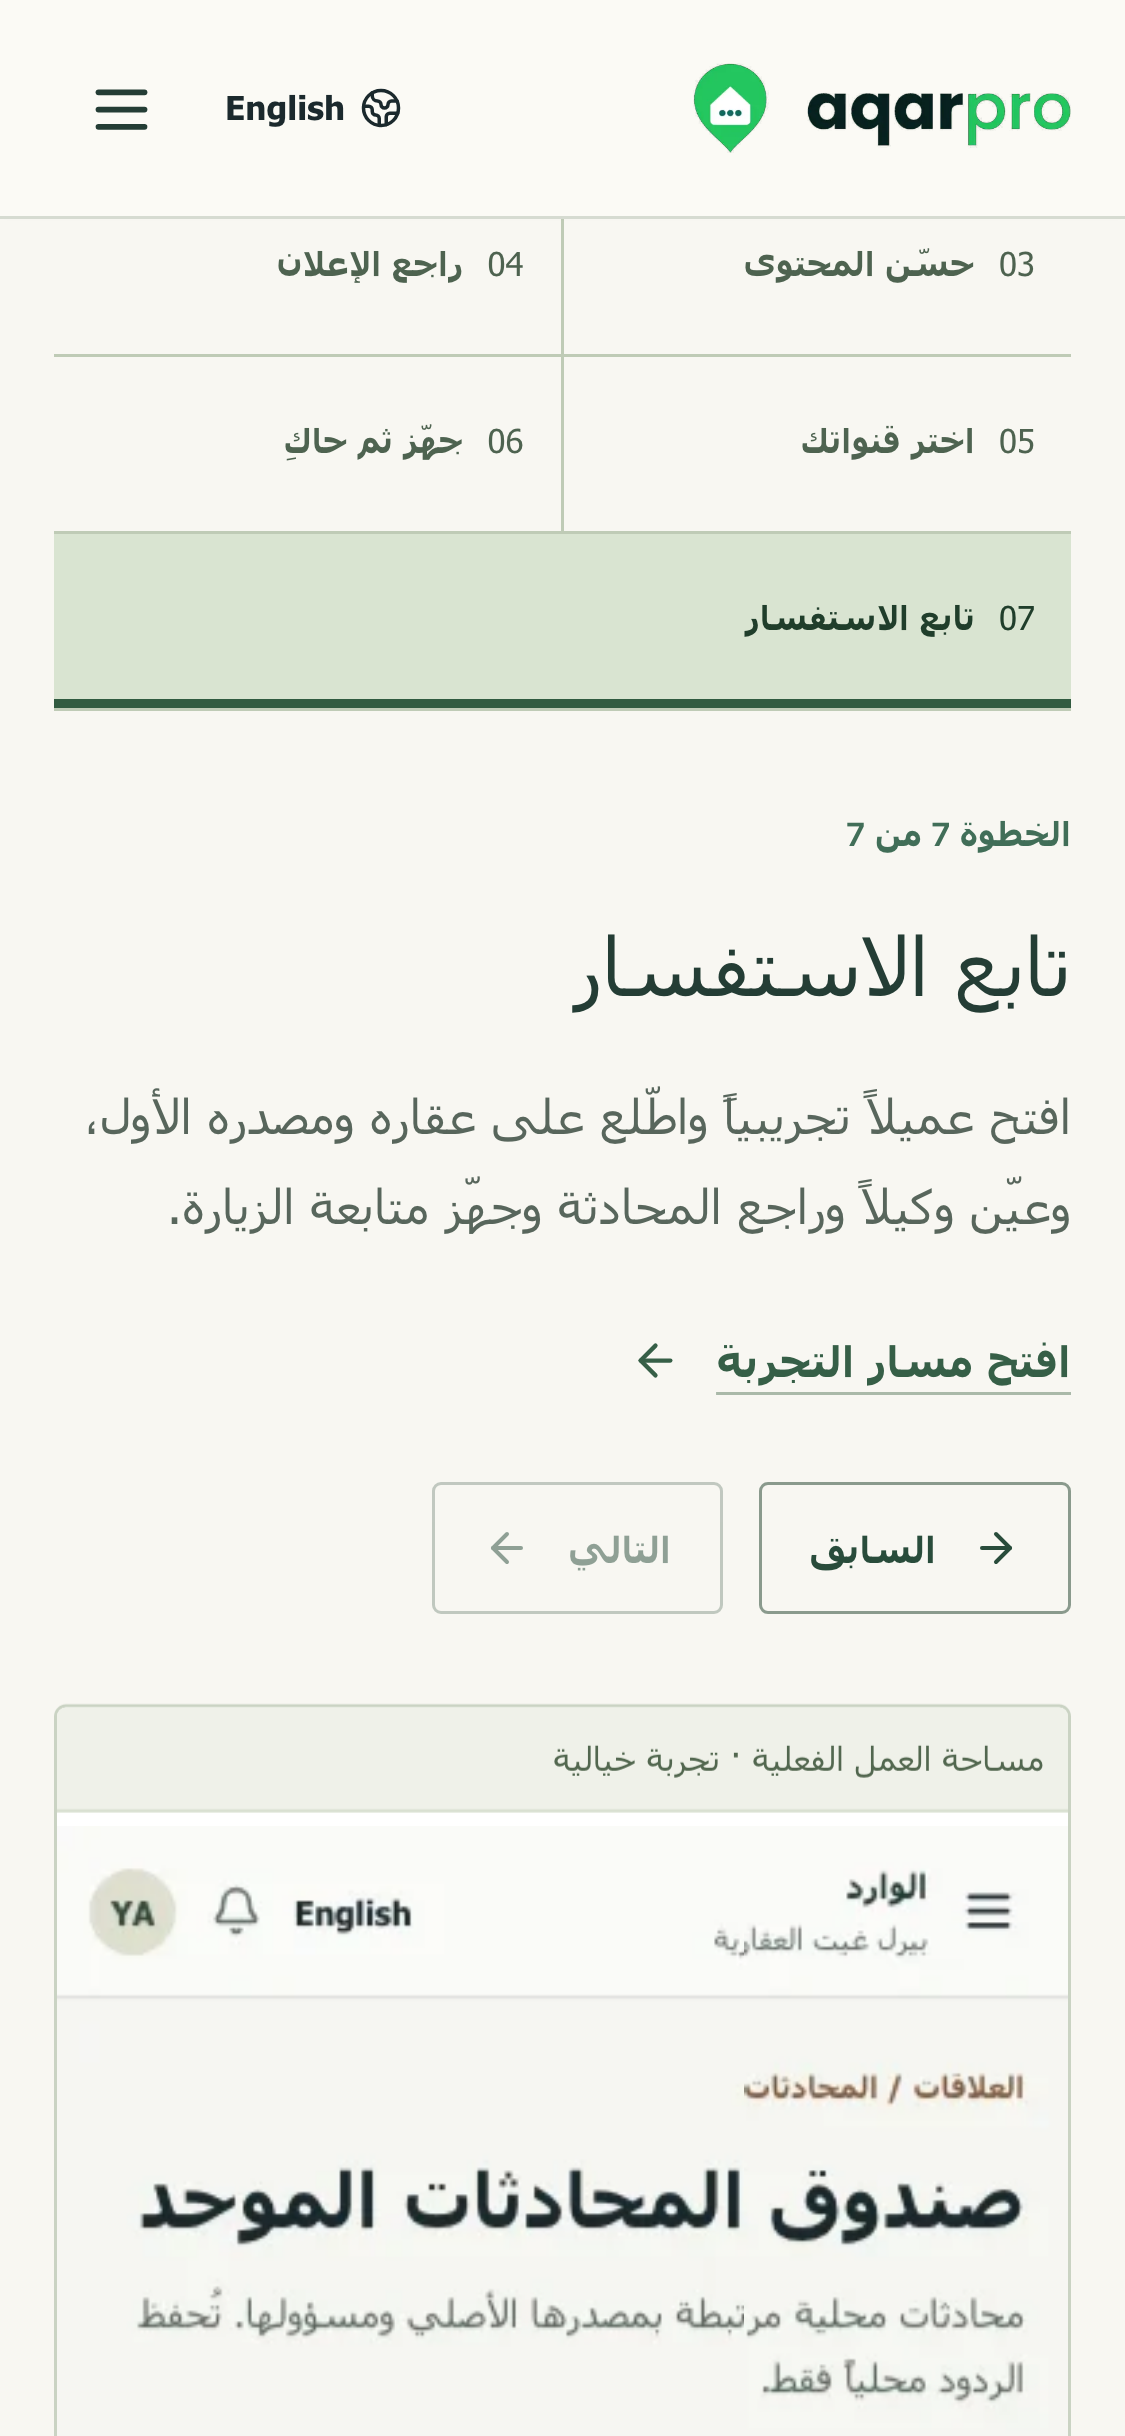 aqarpro
English
03 حسّن المحتوى
04 راجع الإعلان
05 اختر قنواتك
06 جهّز ثم حاكِ
07 تابع الاستفسار
الخطوة 7 من 7
تابع الاستفسار
افتح عميلاً تجريبياً واطّلع على عقاره ومصدره الأول،
وعيّن وكيلاً وراجع المحادثة وجهّز متابعة الزيارة.
افتح مسار التجربة
السابق
التالي
مساحة العمل الفعلية · تجربة خيالية
الوارد
بيرل غيت العقارية
English
YA
العلاقات / المحادثات
صندوق المحادثات الموحد
محادثات محلية مرتبطة بمصدرها الأصلي ومسؤولها. تُحفظ
الردود محلياً فقط.